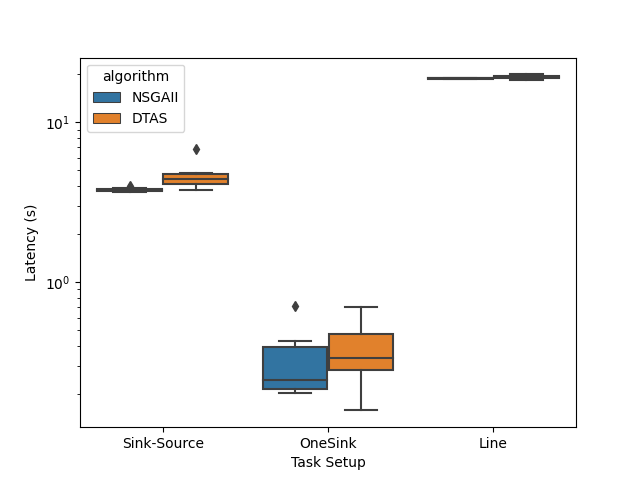 algorithm
NSGAII
DTAS
Latency (s)
10¹
10⁰
Sink-Source
OneSink
Line
Task Setup